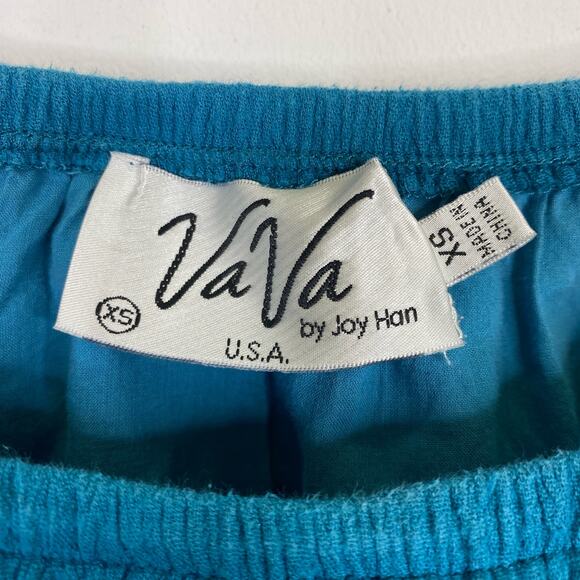 VaVa
by Joy Han
XS
U.S.A.
XS
MADE IN
CHINA